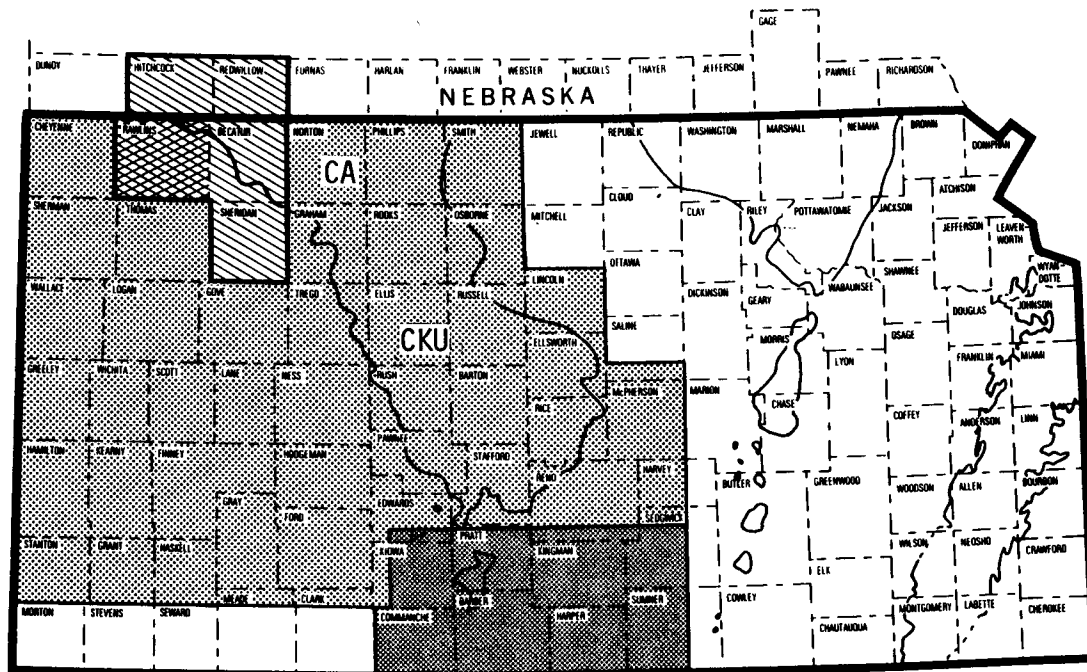 GAGE
DUNDY HITCHCOCK REDWILLOW FURNAS HARLAN FRANKLIN WEBSTER NUCKOLLS THAYER JEFFERSON PAWNEE RICHARDSON
NEBRASKA
CHEYENNE RAWLINS DECATUR NORTON PHILLIPS SMITH JEWELL REPUBLIC WASHINGTON MARSHALL NEMAHA BROWN
DONIPHAN
CA
ATCHISON
SHERMAN THOMAS SHERIDAN GRAHAM ROOKS OSBORNE MITCHELL CLOUD CLAY RILEY POTTAWATOMIE JACKSON
JEFFERSON LEAVEN-
WORTH
WYAN-
DOTTE
OTTAWA
WALLACE LOGAN GOVE TREGO ELLIS RUSSELL LINCOLN DICKINSON GEARY WABAUNSEE SHAWNEE
DOUGLAS JOHNSON
SALINE
CKU
ELLSWORTH MORRIS OSAGE
GREELEY WICHITA SCOTT LANE NESS RUSH BARTON McPHERSON MARION LYON FRANKLIN MIAMI
RICE CHASE COFFEY ANDERSON LINN
PAWNEE
HAMILTON KEARNY FINNEY HODGEMAN STAFFORD RENO HARVEY
BUTLER GREENWOOD WOODSON ALLEN BOURBON
GRAY FORD EDWARDS
SEDGWICK
STANTON GRANT HASKELL KIOWA PRATT KINGMAN WILSON NEOSHO CRAWFORD
ELK
MEADE CLARK BARBER SUMNER COWLEY
MORTON STEVENS SEWARD COMMANCHE HARPER MONTGOMERY LABETTE CHEROKEE
CHAUTAUQUA